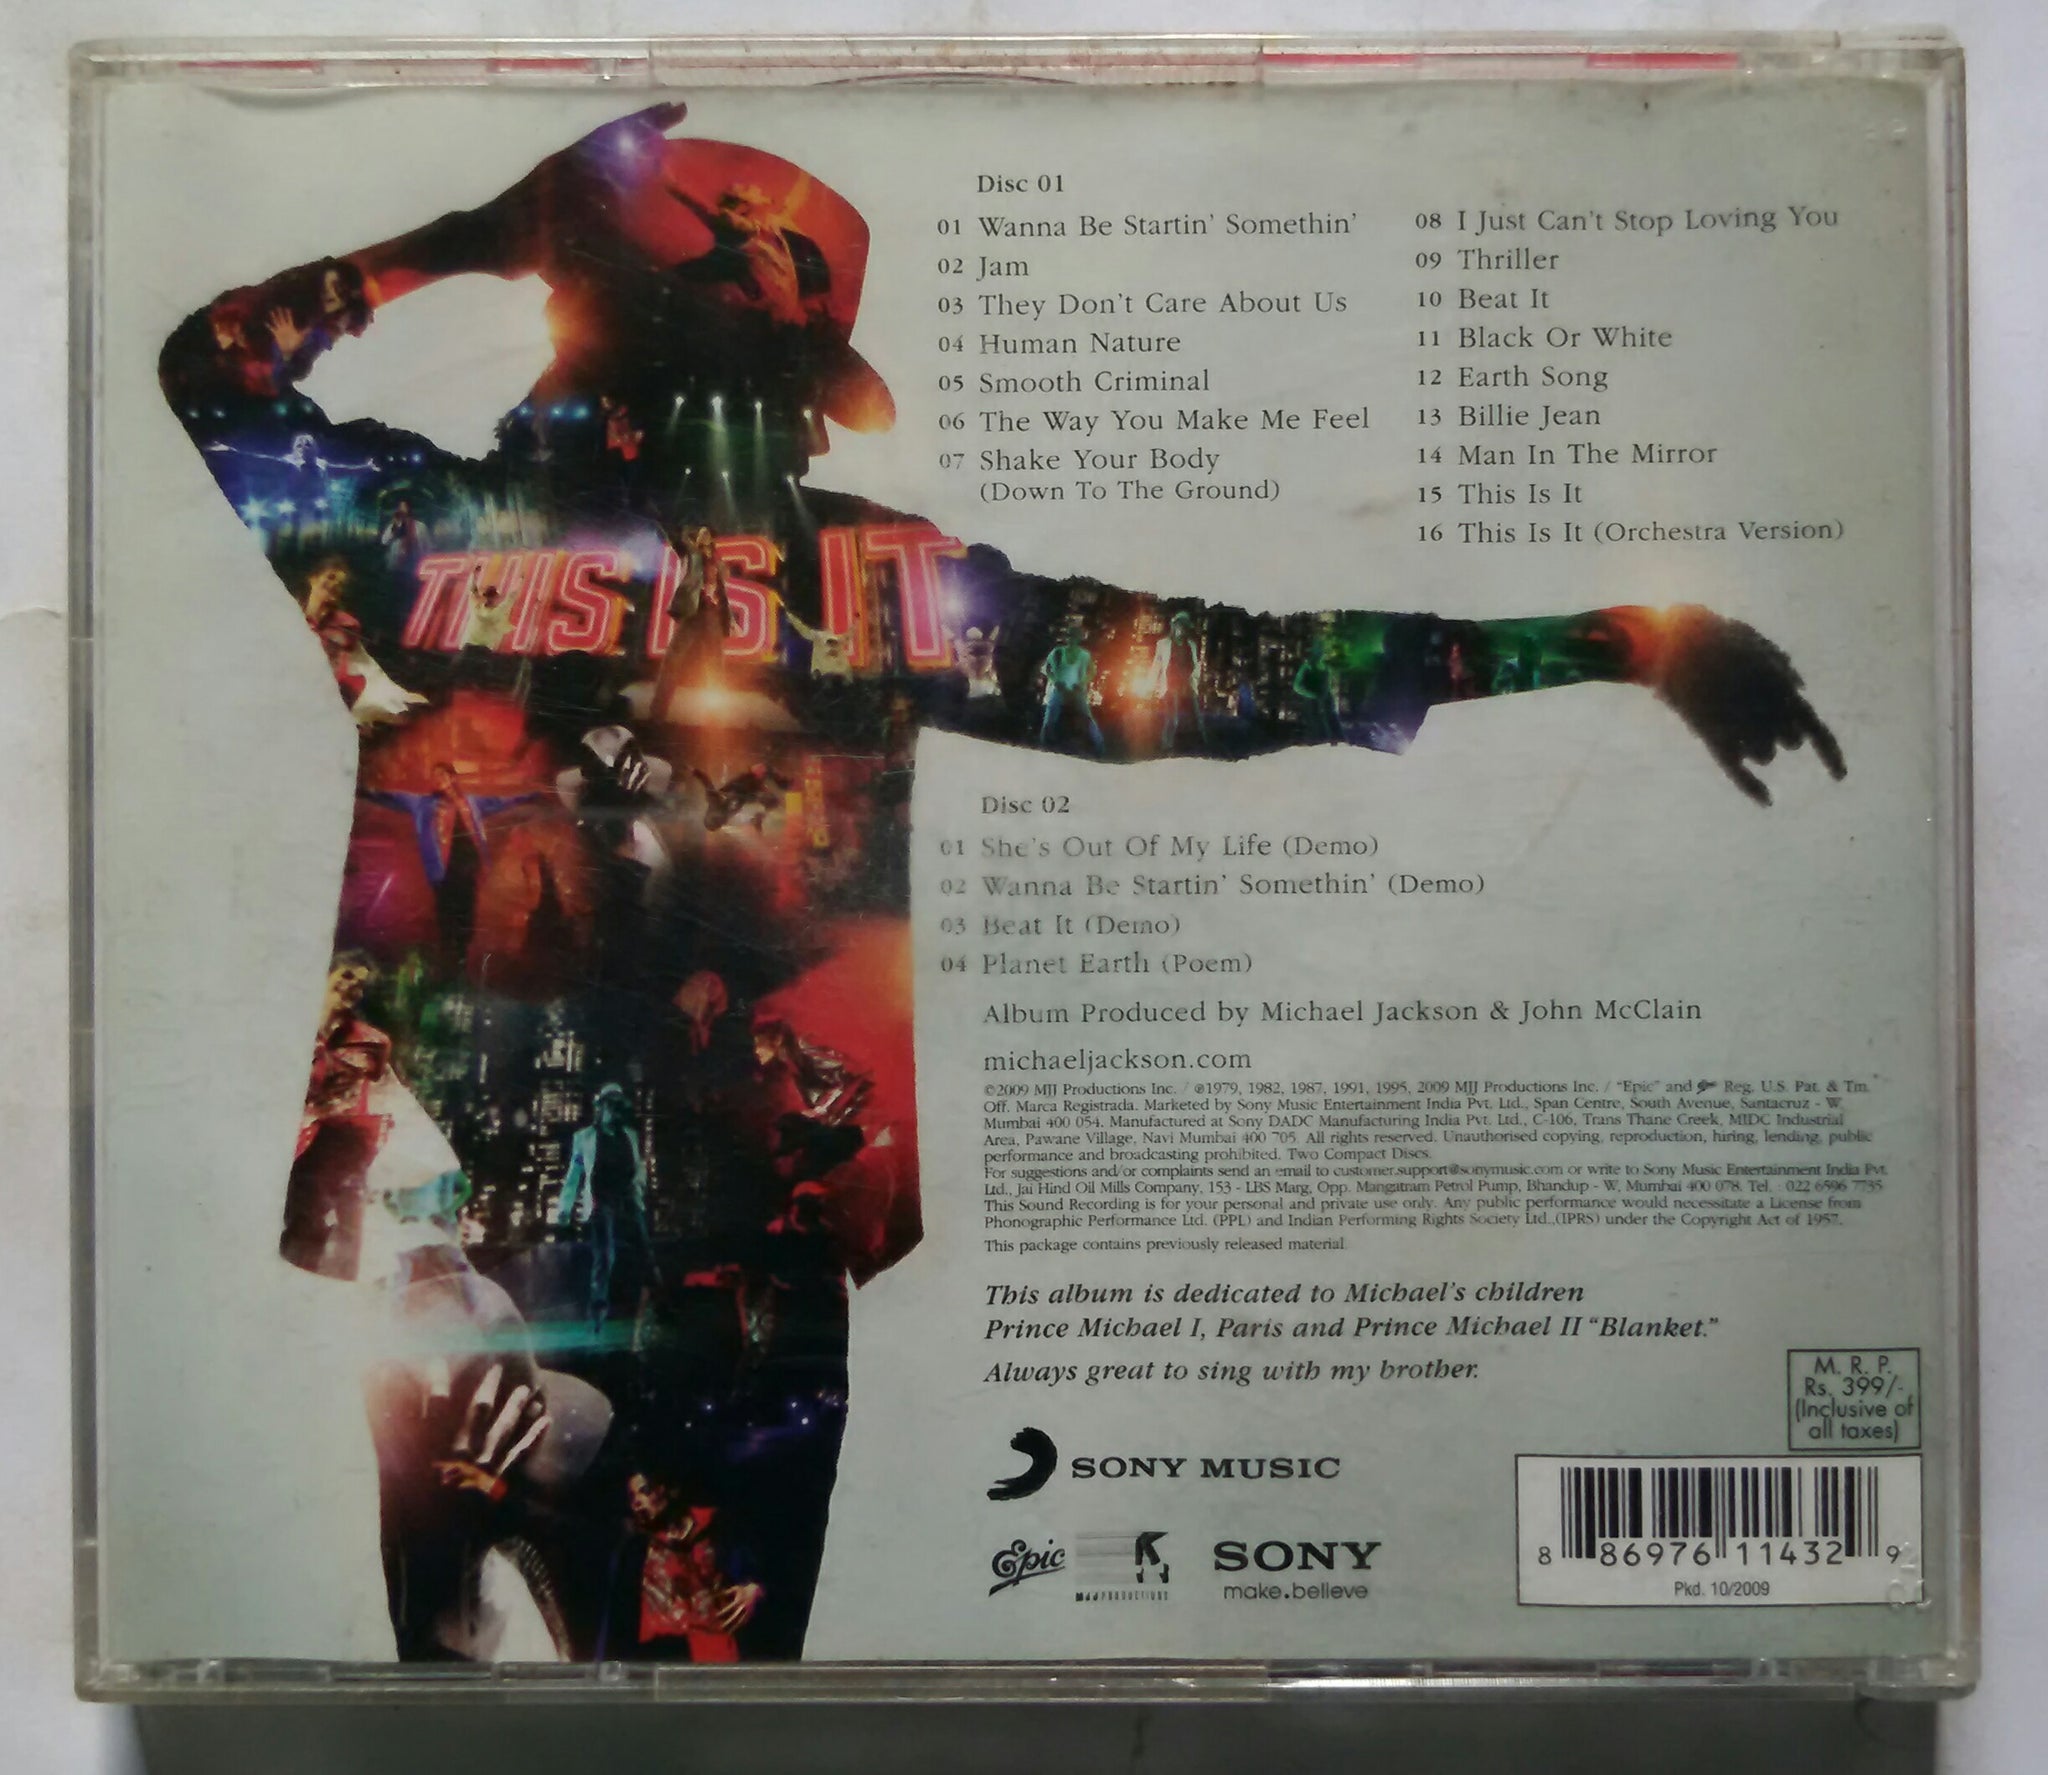 THIS IS IT
Disc 01
01 Wanna Be Startin' Somethin'
02 Jam
03 They Don't Care About Us
04 Human Nature
05 Smooth Criminal
06 The Way You Make Me Feel
07 Shake Your Body
(Down To The Ground)
08 I Just Can't Stop Loving You
09 Thriller
10 Beat It
11 Black Or White
12 Earth Song
13 Billie Jean
14 Man In The Mirror
15 This Is It
16 This Is It (Orchestra Version)
Disc 02
01 She's Out Of My Life (Demo)
02 Wanna Be Startin' Somethin' (Demo)
03 Beat It (Demo)
04 Planet Earth (Poem)
Album Produced by Michael Jackson & John McClain
michaeljackson.com
©2009 MJJ Productions Inc. / ℗1979, 1982, 1987, 1991, 1995, 2009 MJJ Productions Inc. / "Epic" and Reg. U.S. Pat. & Tm.
Off. Marca Registrada. Marketed by Sony Music Entertainment India Pvt. Ltd., Span Centre, South Avenue, Santacruz - W,
Mumbai 400 054. Manufactured at Sony DADC Manufacturing India Pvt. Ltd., C-106, Trans Thane Creek, MIDC Industrial
Area, Pawane Village, Navi Mumbai 400 705. All rights reserved. Unauthorised copying, reproduction, hiring, lending, public
performance and broadcasting prohibited. Two Compact Discs.
For suggestions and/or complaints send an email to customer.support@sonymusic.com or write to Sony Music Entertainment India Pvt.
Ltd., Jai Hind Oil Mills Company, 153 - LBS Marg, Opp. Mangatram Petrol Pump, Bhandup - W, Mumbai 400 078. Tel. : 022 6596 7735
This Sound Recording is for your personal and private use only. Any public performance would necessitate a License from
Phonographic Performance Ltd. (PPL) and Indian Performing Rights Society Ltd.,(IPRS) under the Copyright Act of 1957.
This package contains previously released material.
This album is dedicated to Michael's children
Prince Michael I, Paris and Prince Michael II "Blanket."
Always great to sing with my brother.
M. R. P.
Rs. 399/-
(Inclusive of
all taxes)
SONY MUSIC
Epic
MJJ PRODUCTIONS
SONY
make.believe
8 86976 11432 9
Pkd. 10/2009